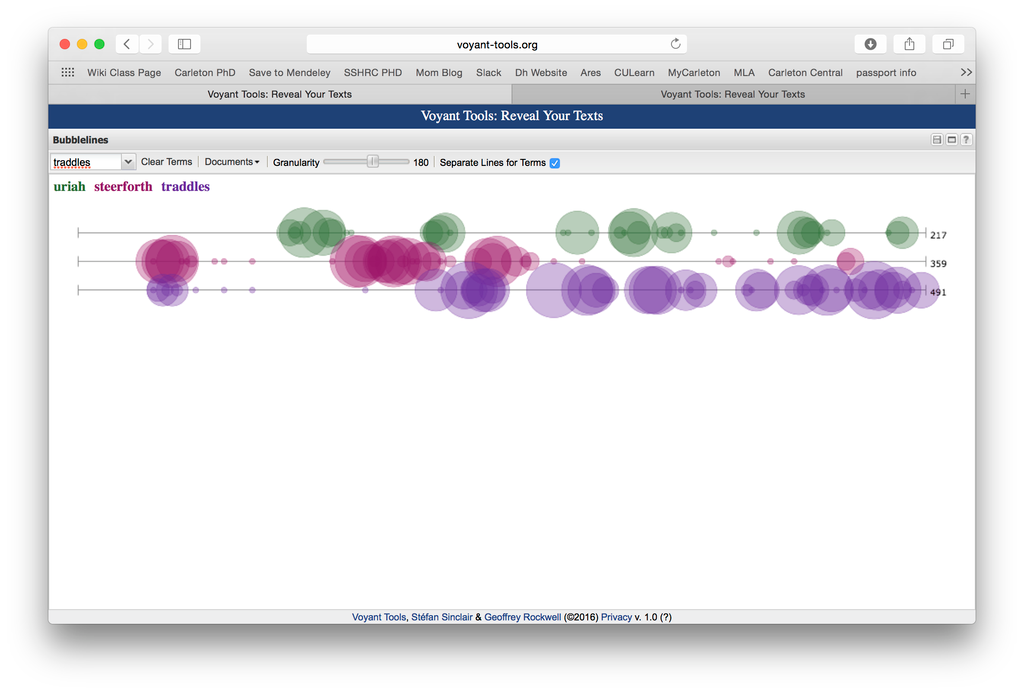 voyant-tools.org
Wiki Class Page Carleton PhD Save to Mendeley SSHRC PHD Mom Blog Slack Dh Website Ares CULearn MyCarleton MLA Carleton Central passport info >>
Voyant Tools: Reveal Your Texts Voyant Tools: Reveal Your Texts +
Voyant Tools: Reveal Your Texts
Bubblelines ?
traddles Clear Terms Documents Granularity 180 Separate Lines for Terms
uriah steerforth traddles
217
359
491
Voyant Tools, Stéfan Sinclair & Geoffrey Rockwell (©2016) Privacy v. 1.0 (?)